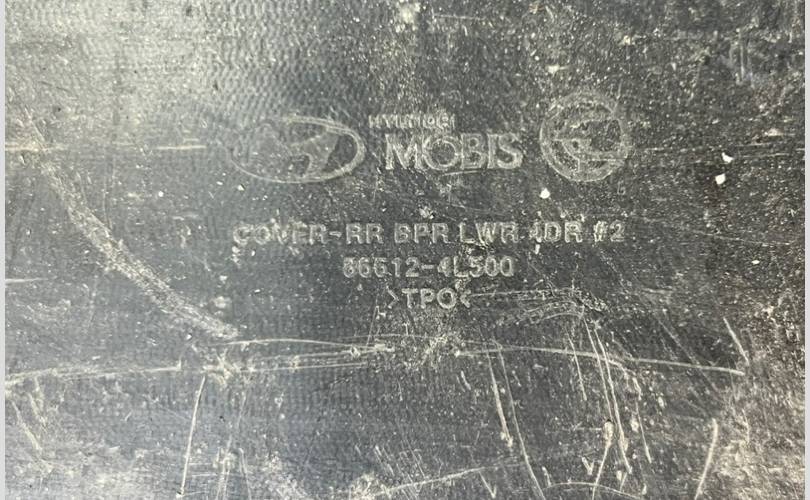 HYUNDAI
MOBIS
COVER-RR BPR LWR 4DR #2
86612-4L500
>TPO<